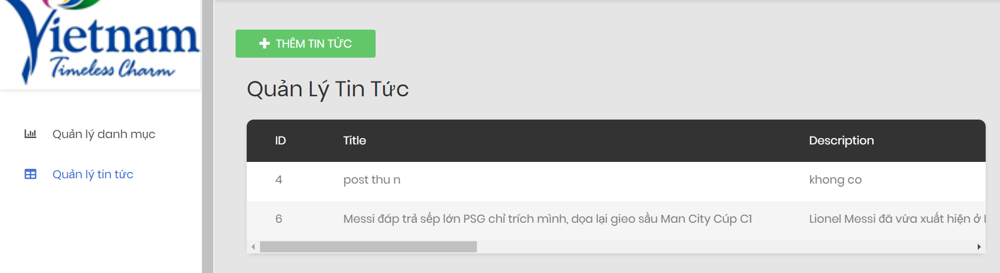 Vietnam
Timeless Charm
Quản lý danh mục
Quản lý tin tức
THÊM TIN TỨC
Quản Lý Tin Tức
ID Title Description
4 post thu n khong co
6 Messi đáp trả sếp lớn PSG chỉ trích mình, dọa lại gieo sầu Man City Cúp C1 Lionel Messi đã vừa xuất hiện ở